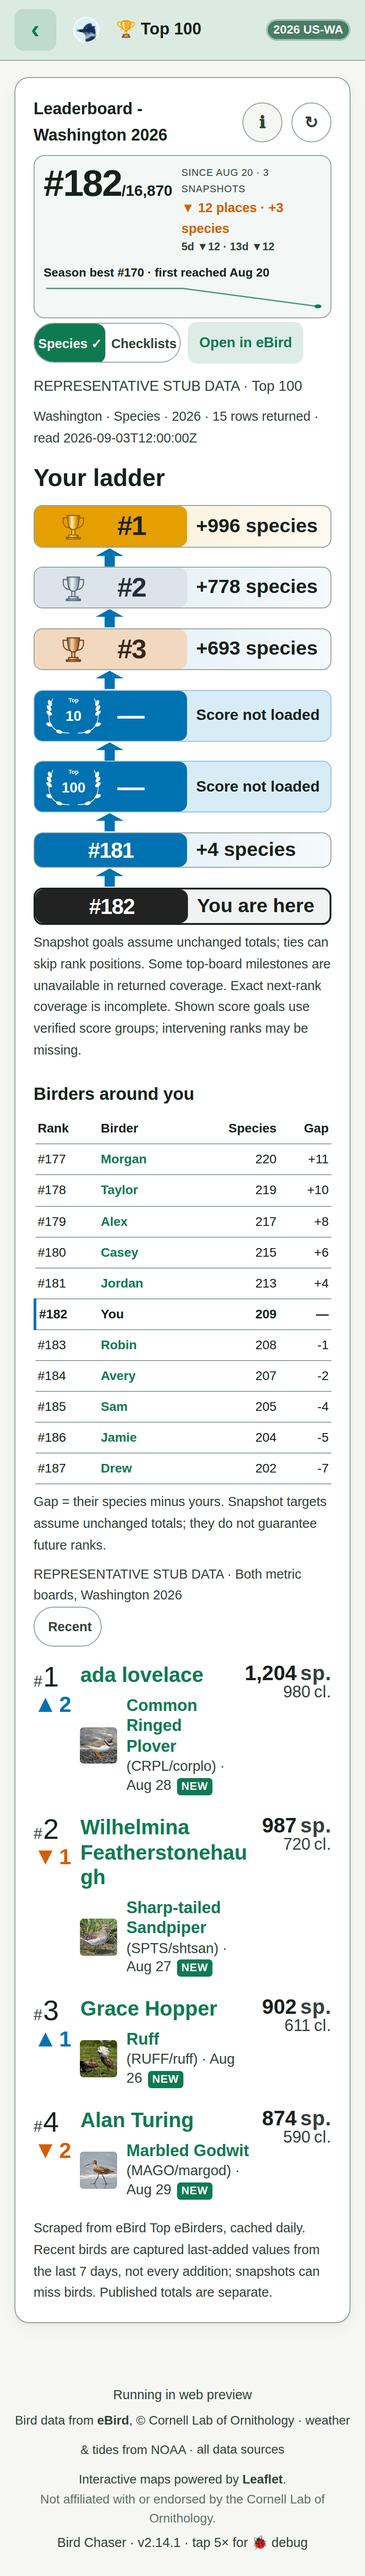 ‹ 🏆 Top 100 2026 US-WA
Leaderboard -
Washington 2026
ℹ ↻
#182/16,870
SINCE AUG 20 · 3
SNAPSHOTS
▼ 12 places · +3
species
5d ▼12 · 13d ▼12
Season best #170 · first reached Aug 20
Species ✓ Checklists Open in eBird
REPRESENTATIVE STUB DATA · Top 100
Washington · Species · 2026 · 15 rows returned ·
read 2026-09-03T12:00:00Z
Your ladder
#1 +996 species
#2 +778 species
#3 +693 species
Top
10 — Score not loaded
Top
100 — Score not loaded
#181 +4 species
#182 You are here
Snapshot goals assume unchanged totals; ties can
skip rank positions. Some top-board milestones are
unavailable in returned coverage. Exact next-rank
coverage is incomplete. Shown score goals use
verified score groups; intervening ranks may be
missing.
Birders around you
Rank Birder Species Gap
#177 Morgan 220 +11
#178 Taylor 219 +10
#179 Alex 217 +8
#180 Casey 215 +6
#181 Jordan 213 +4
#182 You 209 —
#183 Robin 208 -1
#184 Avery 207 -2
#185 Sam 205 -4
#186 Jamie 204 -5
#187 Drew 202 -7
Gap = their species minus yours. Snapshot targets
assume unchanged totals; they do not guarantee
future ranks.
REPRESENTATIVE STUB DATA · Both metric
boards, Washington 2026
Recent
#1 ada lovelace 1,204 sp.
▲ 2 980 cl.
Common
Ringed
Plover
(CRPL/corplo) ·
Aug 28 NEW
#2 Wilhelmina 987 sp.
▼ 1 Featherstonehau 720 cl.
gh
Sharp-tailed
Sandpiper
(SPTS/shtsan) ·
Aug 27 NEW
#3 Grace Hopper 902 sp.
▲ 1 611 cl.
Ruff
(RUFF/ruff) · Aug
26 NEW
#4 Alan Turing 874 sp.
▼ 2 590 cl.
Marbled Godwit
(MAGO/margod) ·
Aug 29 NEW
Scraped from eBird Top eBirders, cached daily.
Recent birds are captured last-added values from
the last 7 days, not every addition; snapshots can
miss birds. Published totals are separate.
Running in web preview
Bird data from eBird, © Cornell Lab of Ornithology · weather
& tides from NOAA · all data sources
Interactive maps powered by Leaflet.
Not affiliated with or endorsed by the Cornell Lab of
Ornithology.
Bird Chaser · v2.14.1 · tap 5× for 🐞 debug